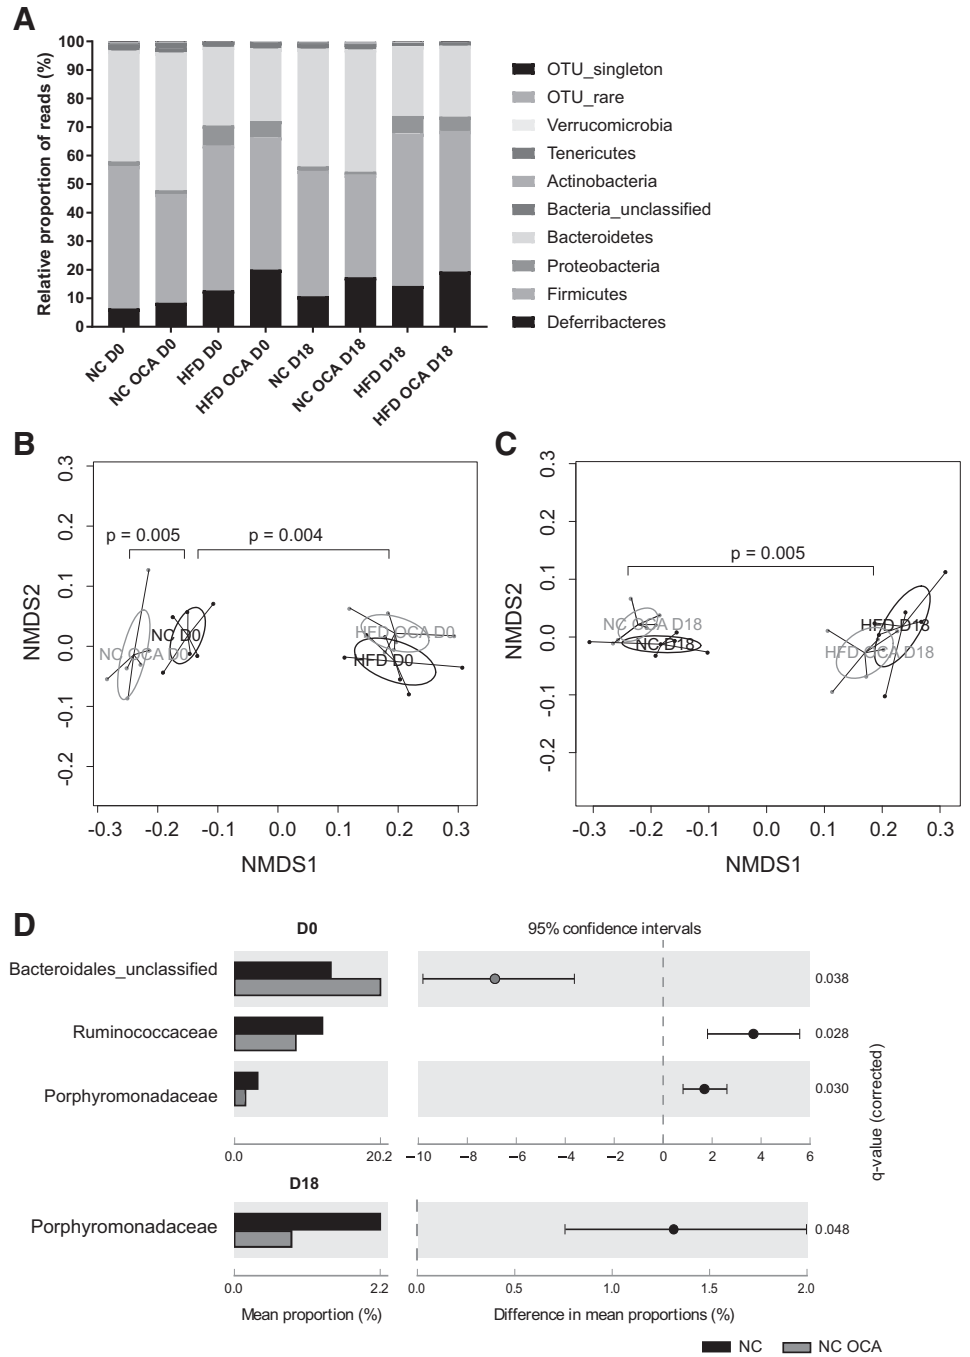 A
Relative proportion of reads (%)
100
90
80
70
60
50
40
30
20
10
0
NC D0
NC OCA D0
HFD D0
HFD OCA D0
NC D18
NC OCA D18
HFD D18
HFD OCA D18
OTU_singleton
OTU_rare
Verrucomicrobia
Tenericutes
Actinobacteria
Bacteria_unclassified
Bacteroidetes
Proteobacteria
Firmicutes
Deferribacteres
B
NMDS2
0.3
0.2
0.1
0.0
-0.1
-0.2
p = 0.005
p = 0.004
NC D0
NC OCA D0
HFD OCA D0
HFD D0
-0.3 -0.2 -0.1 0.0 0.1 0.2 0.3
NMDS1
C
NMDS2
0.3
0.2
0.1
0.0
-0.1
-0.2
p = 0.005
NC OCA D18
NC D18
HFD D18
HFD OCA D18
-0.3 -0.2 -0.1 0.0 0.1 0.2 0.3
NMDS1
D
D0
95% confidence intervals
Bacteroidales_unclassified
0.038
Ruminococcaceae
0.028
Porphyromonadaceae
0.030
0.0 20.2
−10 −8 −6 −4 −2 0 2 4 6
q-value (corrected)
D18
Porphyromonadaceae
0.048
0.0 2.2
0.0 0.5 1.0 1.5 2.0
Mean proportion (%)
Difference in mean proportions (%)
NC
NC OCA